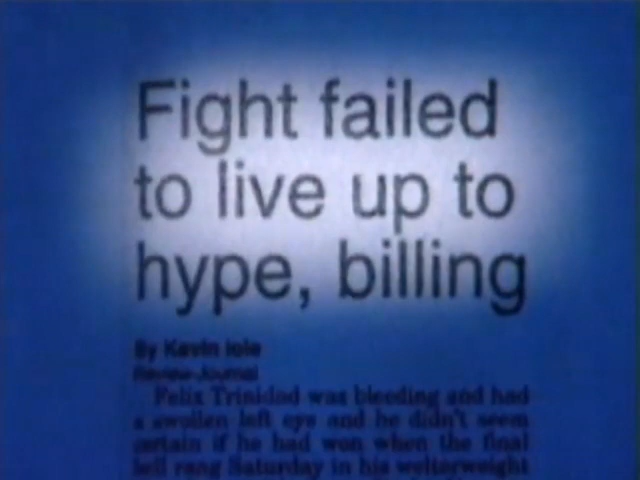 Fight failed
to live up to
hype, billing
By Kevin Iole
Review-Journal
Felix Trinidad was bleeding and had
a swollen left eye and he didn't seem
certain if he had won when the final
bell rang Saturday in his welterweight